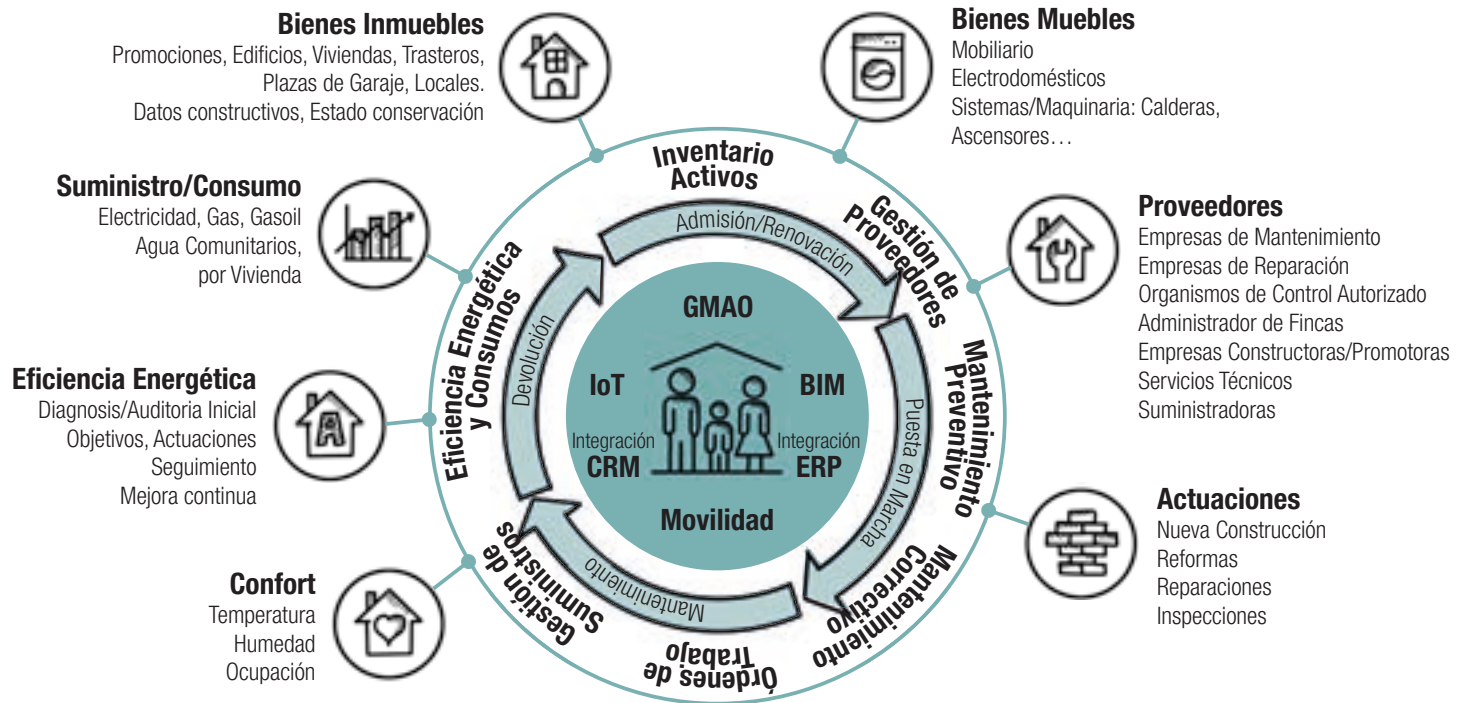 Bienes Inmuebles
Promociones, Edificios, Viviendas, Trasteros,
Plazas de Garaje, Locales.
Datos constructivos, Estado conservación
Bienes Muebles
Mobiliario
Electrodomésticos
Sistemas/Maquinaria: Calderas,
Ascensores…
Suministro/Consumo
Electricidad, Gas, Gasoil
Agua Comunitarios,
por Vivienda
Proveedores
Empresas de Mantenimiento
Empresas de Reparación
Organismos de Control Autorizado
Administrador de Fincas
Empresas Constructoras/Promotoras
Servicios Técnicos
Suministradoras
Eficiencia Energética
Diagnosis/Auditoria Inicial
Objetivos, Actuaciones
Seguimiento
Mejora continua
Actuaciones
Nueva Construcción
Reformas
Reparaciones
Inspecciones
Confort
Temperatura
Humedad
Ocupación
Inventario
Activos
Gestión de
Proveedores
Mantenimiento
Preventivo
Mantenimiento
Correctivo
Órdenes de
Trabajo
Gestión de
Suministros
Eficiencia Energética
y Consumos
Admisión/Renovación
Puesta en Marcha
Mantenimiento
Devolución
GMAO
IoT
BIM
Integración
CRM
Integración
ERP
Movilidad